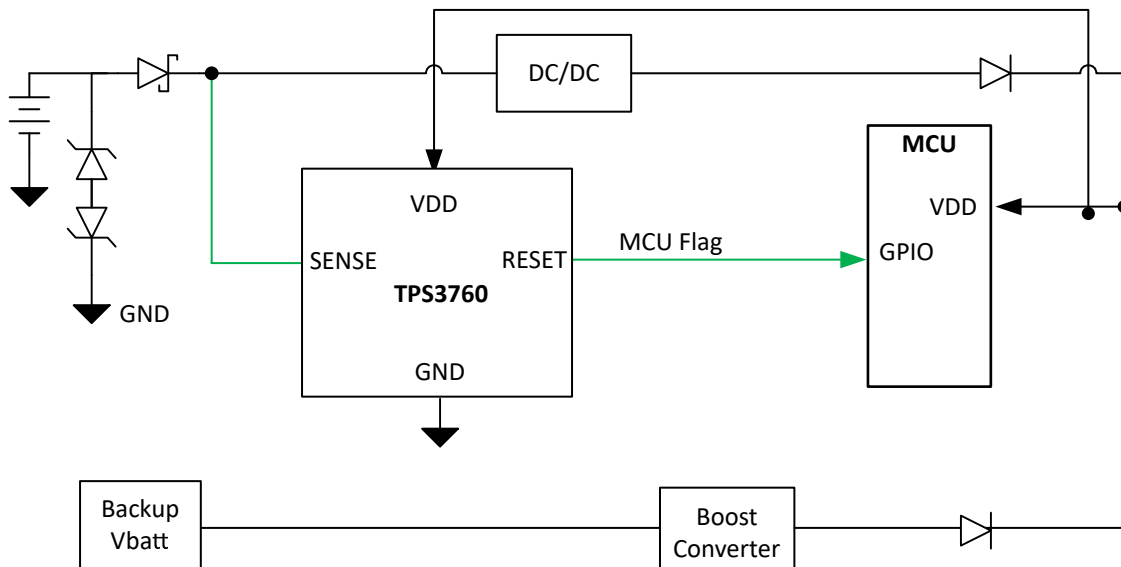 DC/DC
MCU
VDD
VDD
MCU Flag
GPIO
SENSE
RESET
TPS3760
GND
GND
Backup
Vbatt
Boost
Converter